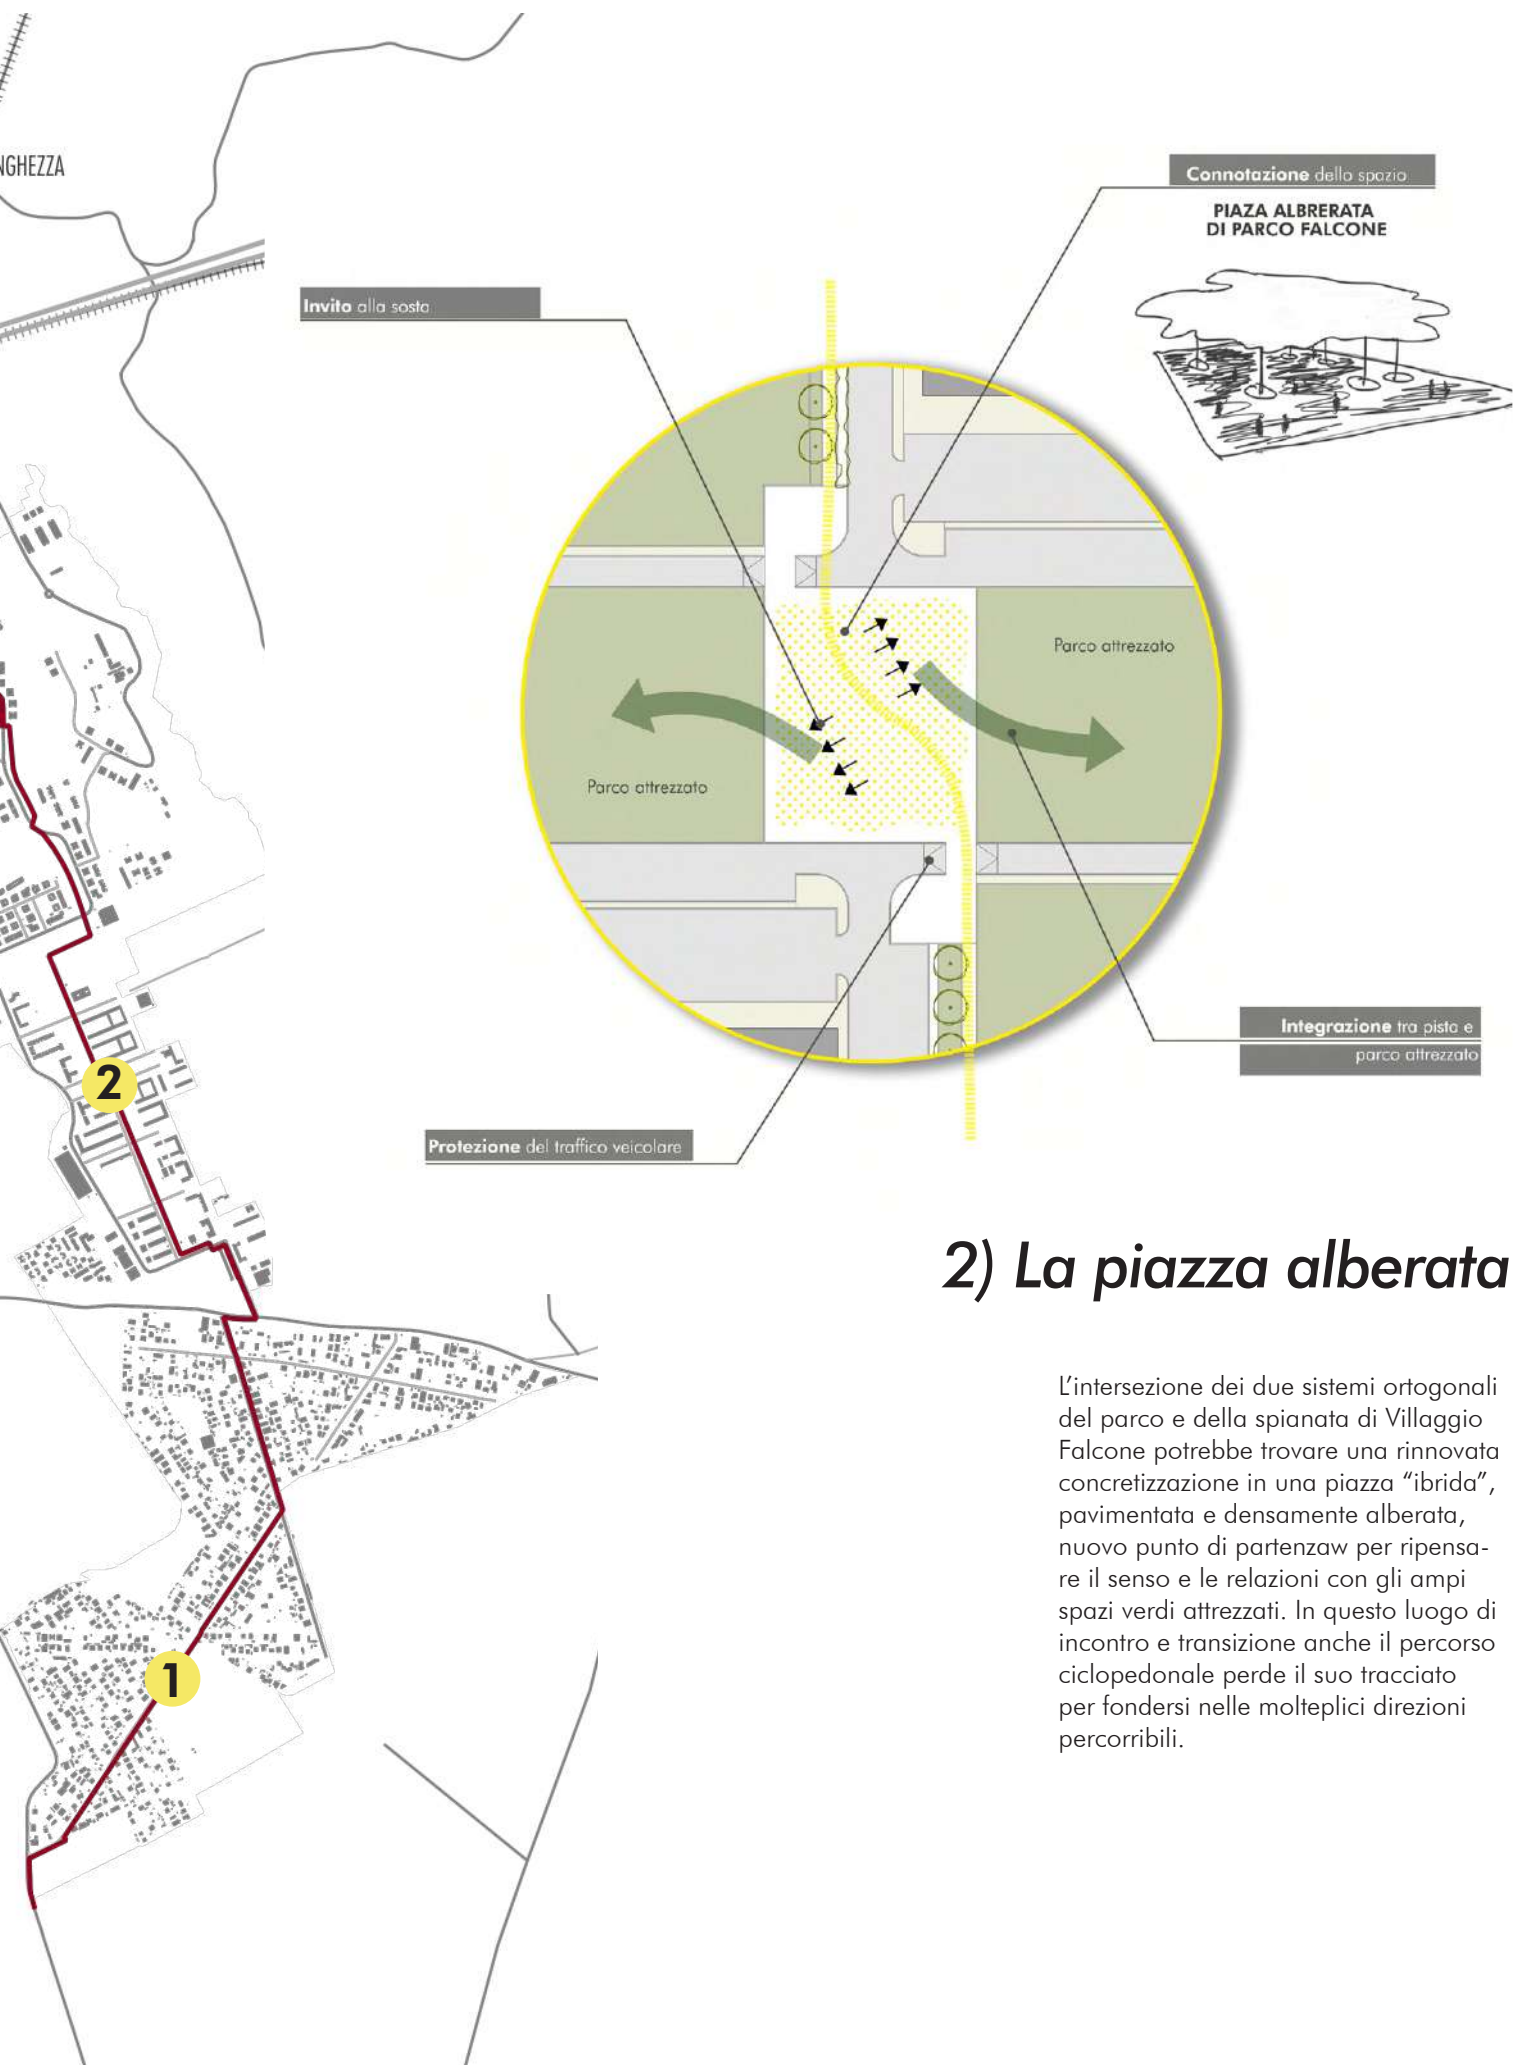 NGHEZZA
Connotazione dello spazio
PIAZA ALBRERATA
DI PARCO FALCONE
Invito alla sosta
Parco attrezzato
Parco attrezzato
Integrazione tra pista e
parco attrezzato
2
Protezione del traffico veicolare
2) La piazza alberata
L’intersezione dei due sistemi ortogonali
del parco e della spianata di Villaggio
Falcone potrebbe trovare una rinnovata
concretizzazione in una piazza “ibrida”,
pavimentata e densamente alberata,
nuovo punto di partenzaw per ripensa-
re il senso e le relazioni con gli ampi
spazi verdi attrezzati. In questo luogo di
incontro e transizione anche il percorso
ciclopedonale perde il suo tracciato
per fondersi nelle molteplici direzioni
percorribili.
1